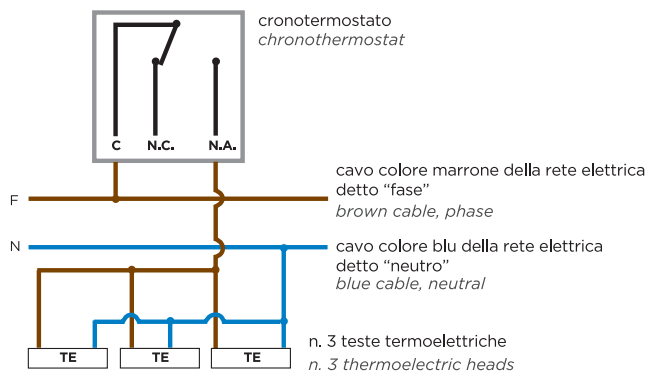 cronotermostato
chronothermostat
C N.C. N.A.
cavo colore marrone della rete elettrica
F
detto “fase”
brown cable, phase
N
cavo colore blu della rete elettrica
detto “neutro”
blue cable, neutral
n. 3 teste termoelettriche
TE TE TE
n. 3 thermoelectric heads